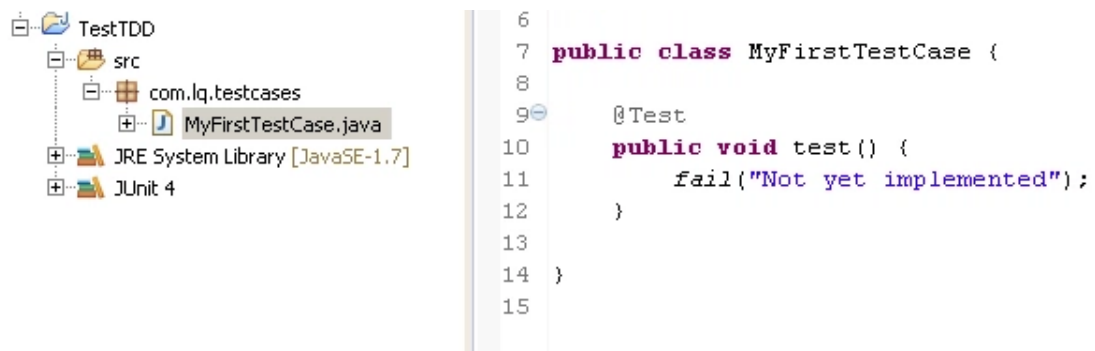 TestTDD
src
com.lq.testcases
MyFirstTestCase.java
JRE System Library [JavaSE-1.7]
JUnit 4
6
7 public class MyFirstTestCase {
8
9 @Test
10 public void test() {
11 fail("Not yet implemented");
12 }
13
14 }
15